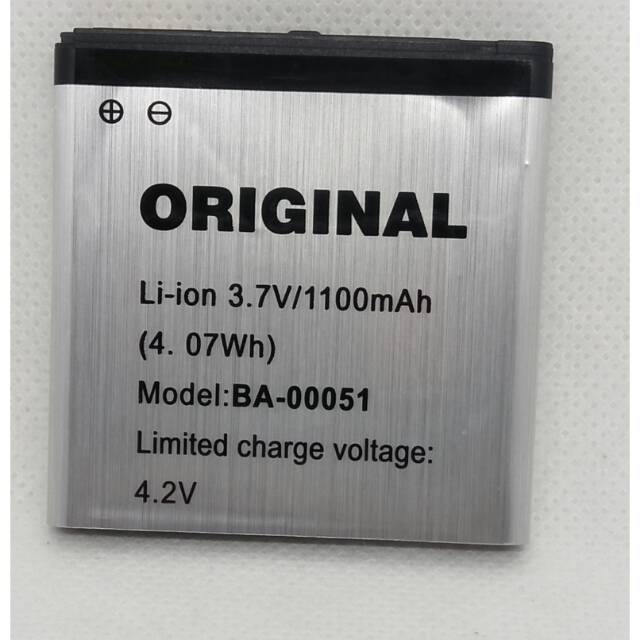 ⊕ ⊖
ORIGINAL
Li-ion 3.7V/1100mAh
(4. 07Wh)
Model:BA-00051
Limited charge voltage:
4.2V